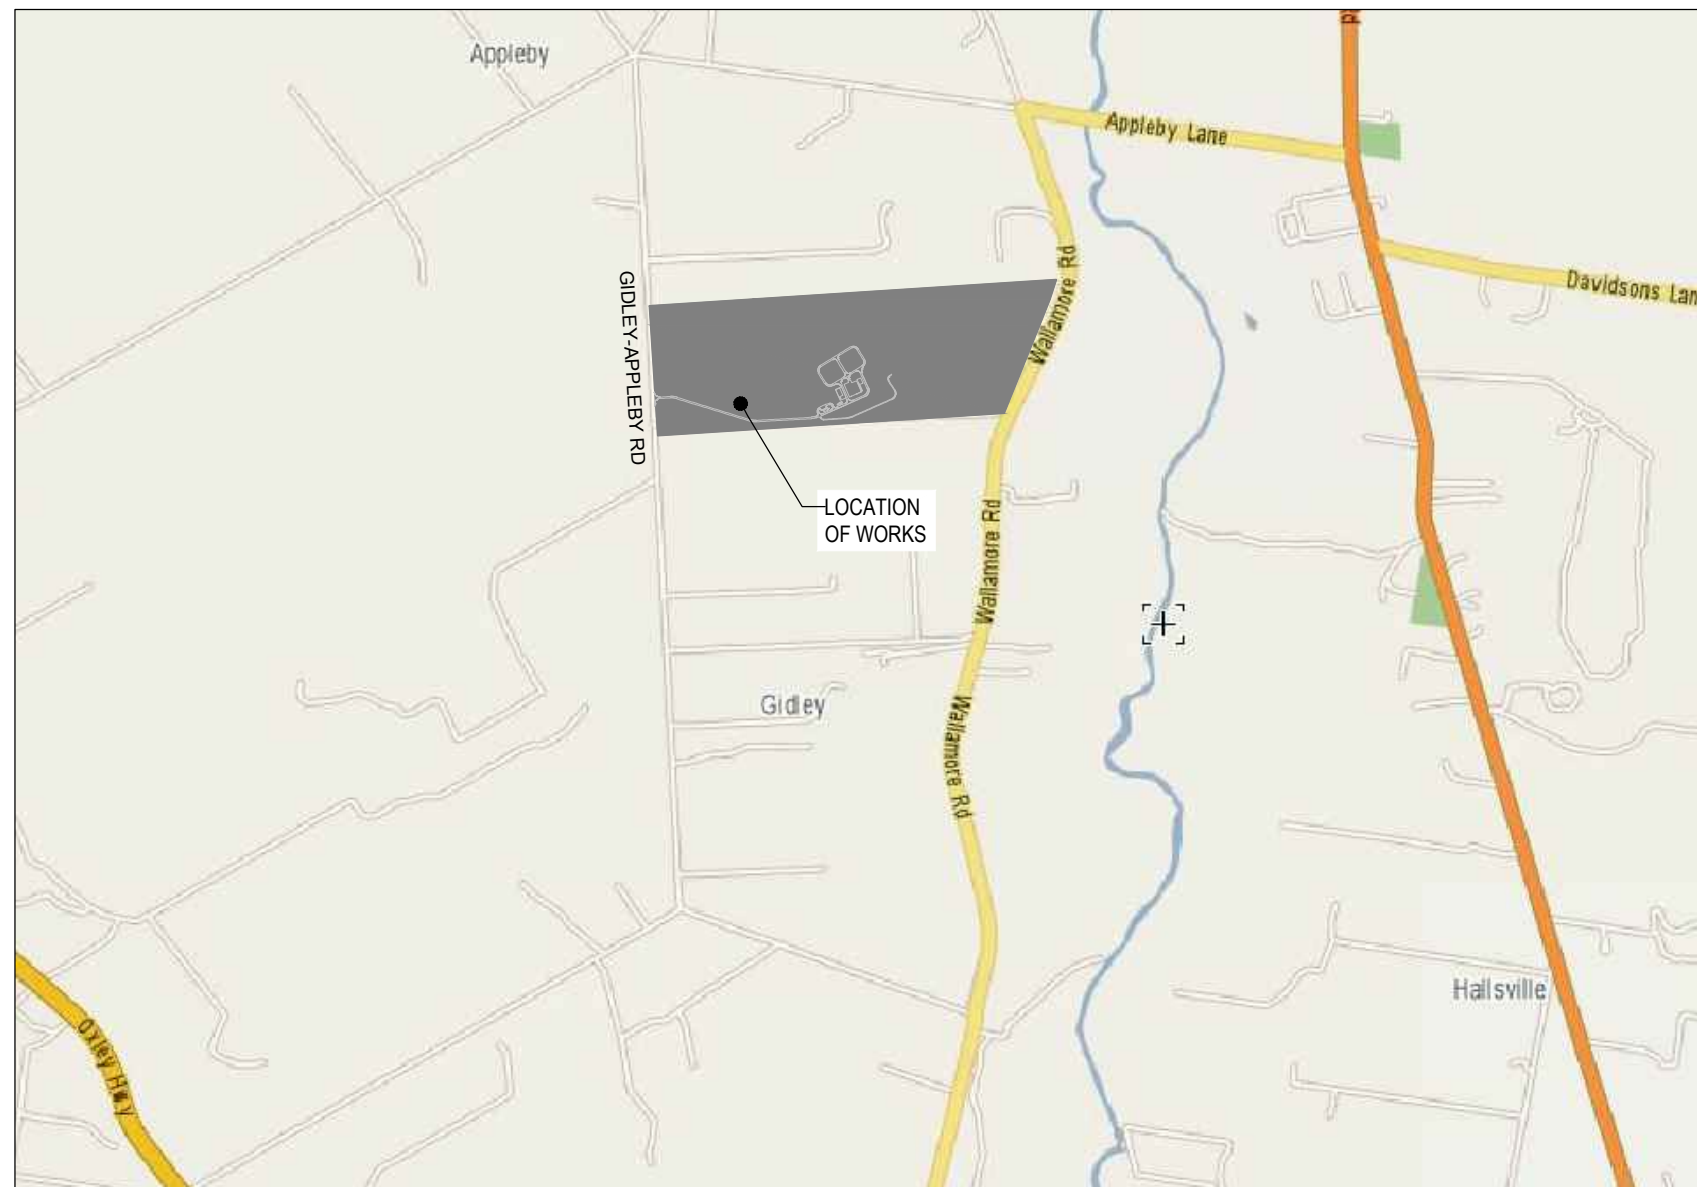 Appleby
Appleby Lane
Davidsons Lan
Wallamore Rd
GIDLEY-APPLEBY RD
LOCATION
OF WORKS
Wallamore Rd
Gidley
Wallamore Rd
Hallsville
Oxley Hwy